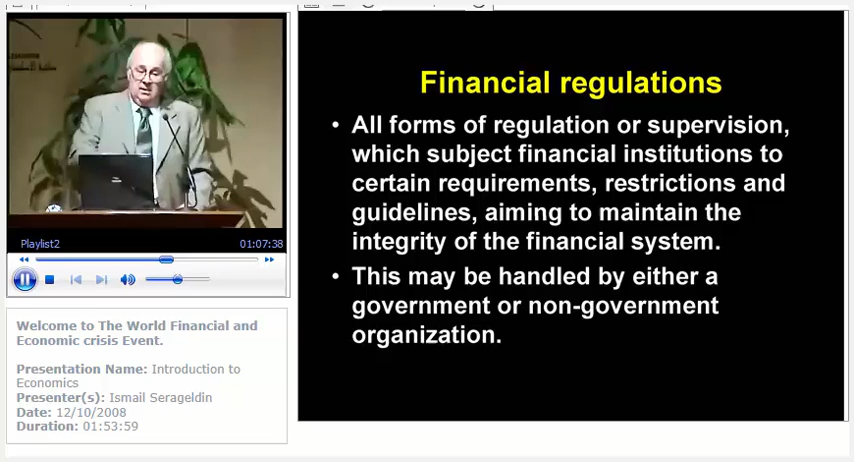 Playlist2
01:07:38
Welcome to The World Financial and
Economic crisis Event.
Presentation Name: Introduction to
Economics
Presenter(s): Ismail Serageldin
Date: 12/10/2008
Duration: 01:53:59
Financial regulations
• All forms of regulation or supervision,
which subject financial institutions to
certain requirements, restrictions and
guidelines, aiming to maintain the
integrity of the financial system.
• This may be handled by either a
government or non-government
organization.